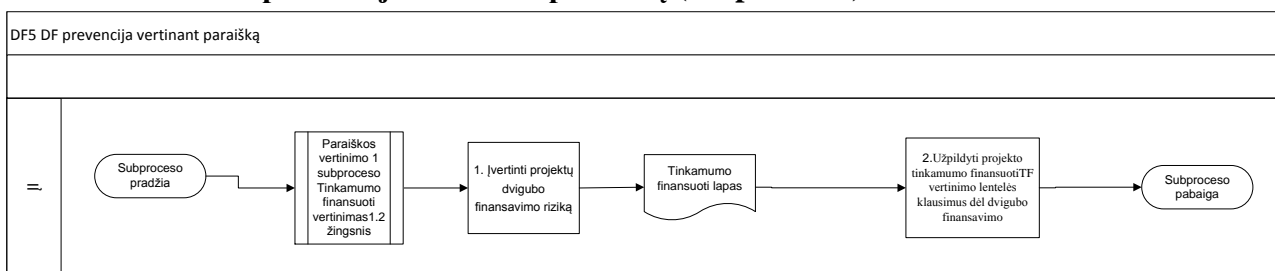 DF5 DF prevencija vertinant paraišką
Subproceso
pradžia
Paraiškos
vertinimo 1
subproceso
Tinkamumo
finansuoti
vertinimas1.2
žingsnis
1. Įvertinti projektų
dvigubo
finansavimo riziką
Tinkamumo
finansuoti lapas
2.Užpildyti projekto
tinkamumo finansuotiTF
vertinimo lentelės
klausimus dėl dvigubo
finansavimo
Subproceso
pabaiga